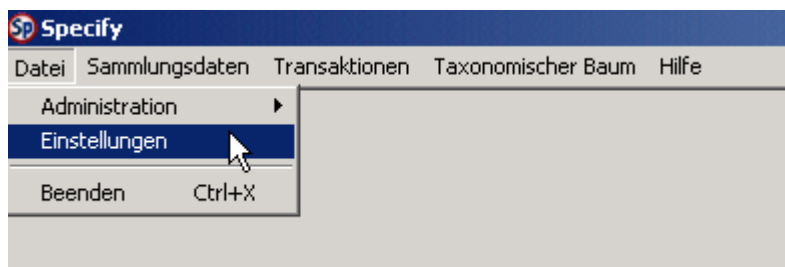 Sp Specify
Datei Sammlungsdaten Transaktionen Taxonomischer Baum Hilfe
Administration
Einstellungen
Beenden Ctrl+X